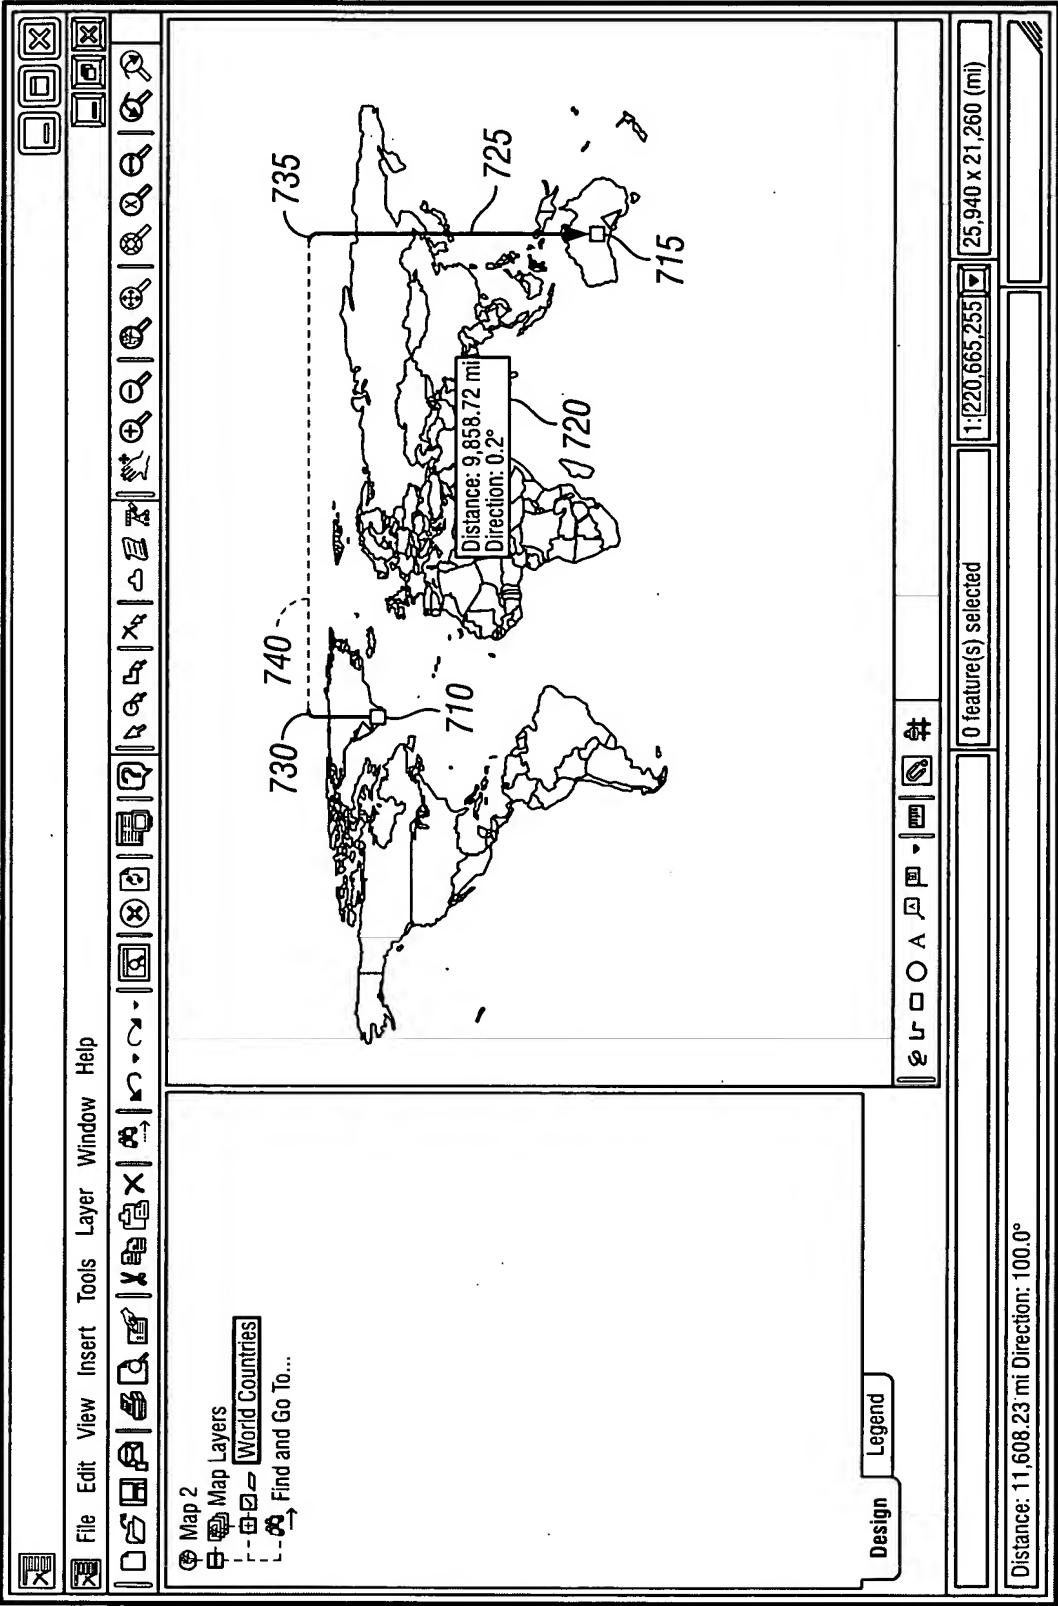 File Edit View Insert Tools Layer Window Help
Map 2
Map Layers
World Countries
Find and Go To...
Design
Legend
730
740
735
725
710
Distance: 9,858.72 mi
Direction: 0.2°
720
715
A
0 feature(s) selected
1:220,665,255
25,940 x 21,260 (mi)
Distance: 11,608.23 mi Direction: 100.0°